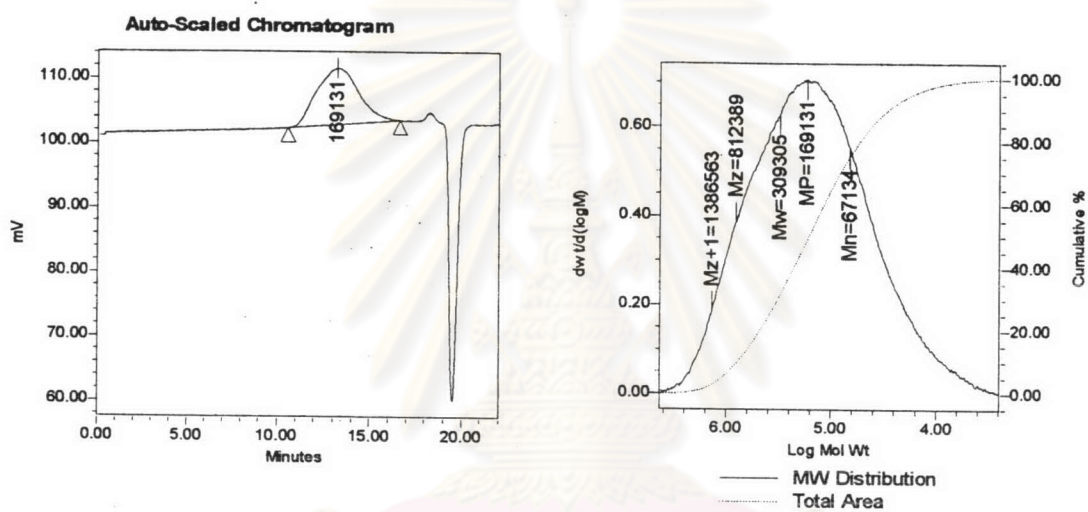 Auto-Scaled Chromatogram
mV
110.00
100.00
90.00
80.00
70.00
60.00
169131
0.00
5.00
10.00
15.00
20.00
Minutes
dwt/d(logM)
0.60
0.40
0.20
0.00
Mz+1=1386563
Mz=812389
Mw=309305
MP=169131
Mn=67134
100.00
80.00
60.00
40.00
20.00
0.00
Cumulative %
6.00
5.00
4.00
Log Mol Wt
MW Distribution
Total Area